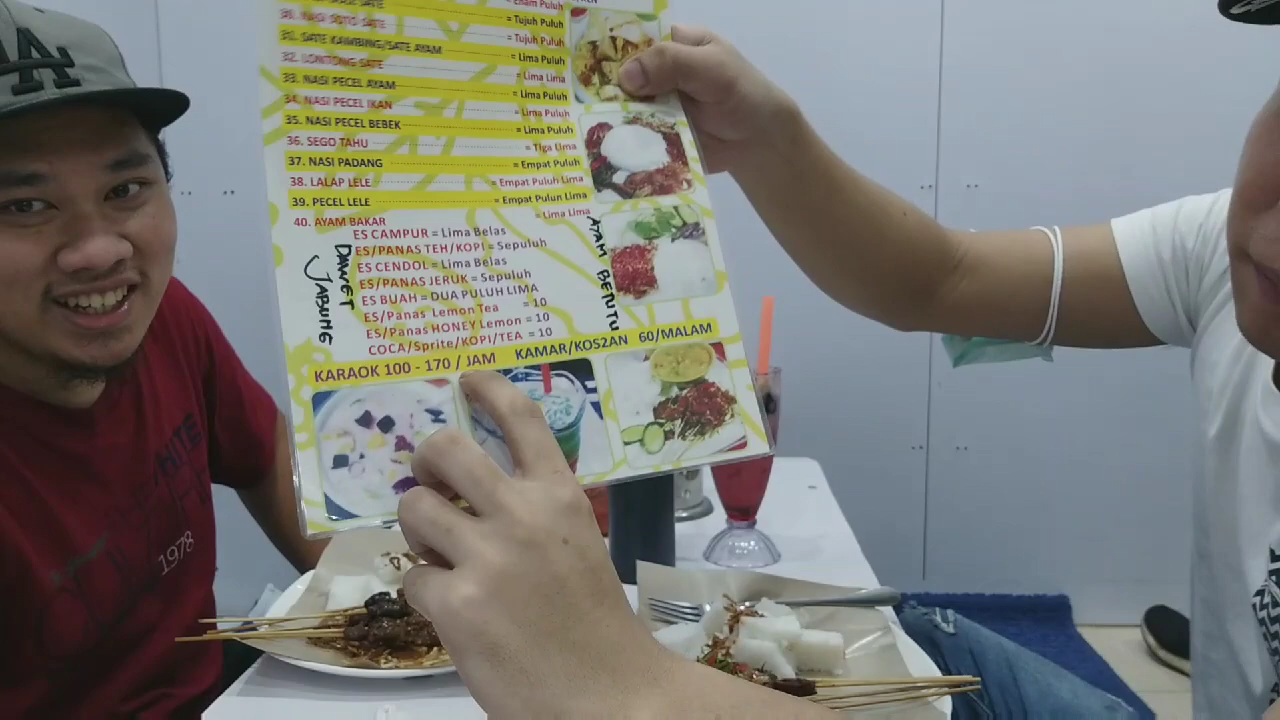 = Enam Puluh
30. NASI SOTO SATE = Tujuh Puluh
= Tujuh Puluh
31. SATE KAMBING/SATE AYAM = Lima Puluh
32. LONTONG SATE = Lima Lima
33. NASI PECEL AYAM = Lima Puluh
34. NASI PECEL IKAN = Lima Puluh
35. NASI PECEL BEBEK = Lima Puluh
36. SEGO TAHU = Tiga Lima
37. NASI PADANG = Empat Puluh
38. LALAP LELE = Empat Puluh Lima
39. PECEL LELE = Empat Pulun Lima
40. AYAM BAKAR = Lima Lima
ES CAMPUR = Lima Belas
ES/PANAS TEH/KOPI = Sepuluh
ES CENDOL = Lima Belas
ES/PANAS JERUK = Sepuluh
ES BUAH = DUA PULUH LIMA
ES/Panas Lemon Tea = 10
ES/Panas HONEY Lemon = 10
COCA/Sprite/KOPI/TEA = 10
DAWET
JABUNG
AYAM BETUTU
KARAOK 100 - 170 / JAM KAMAR/KOS2AN 60/MALAM
LA
1978